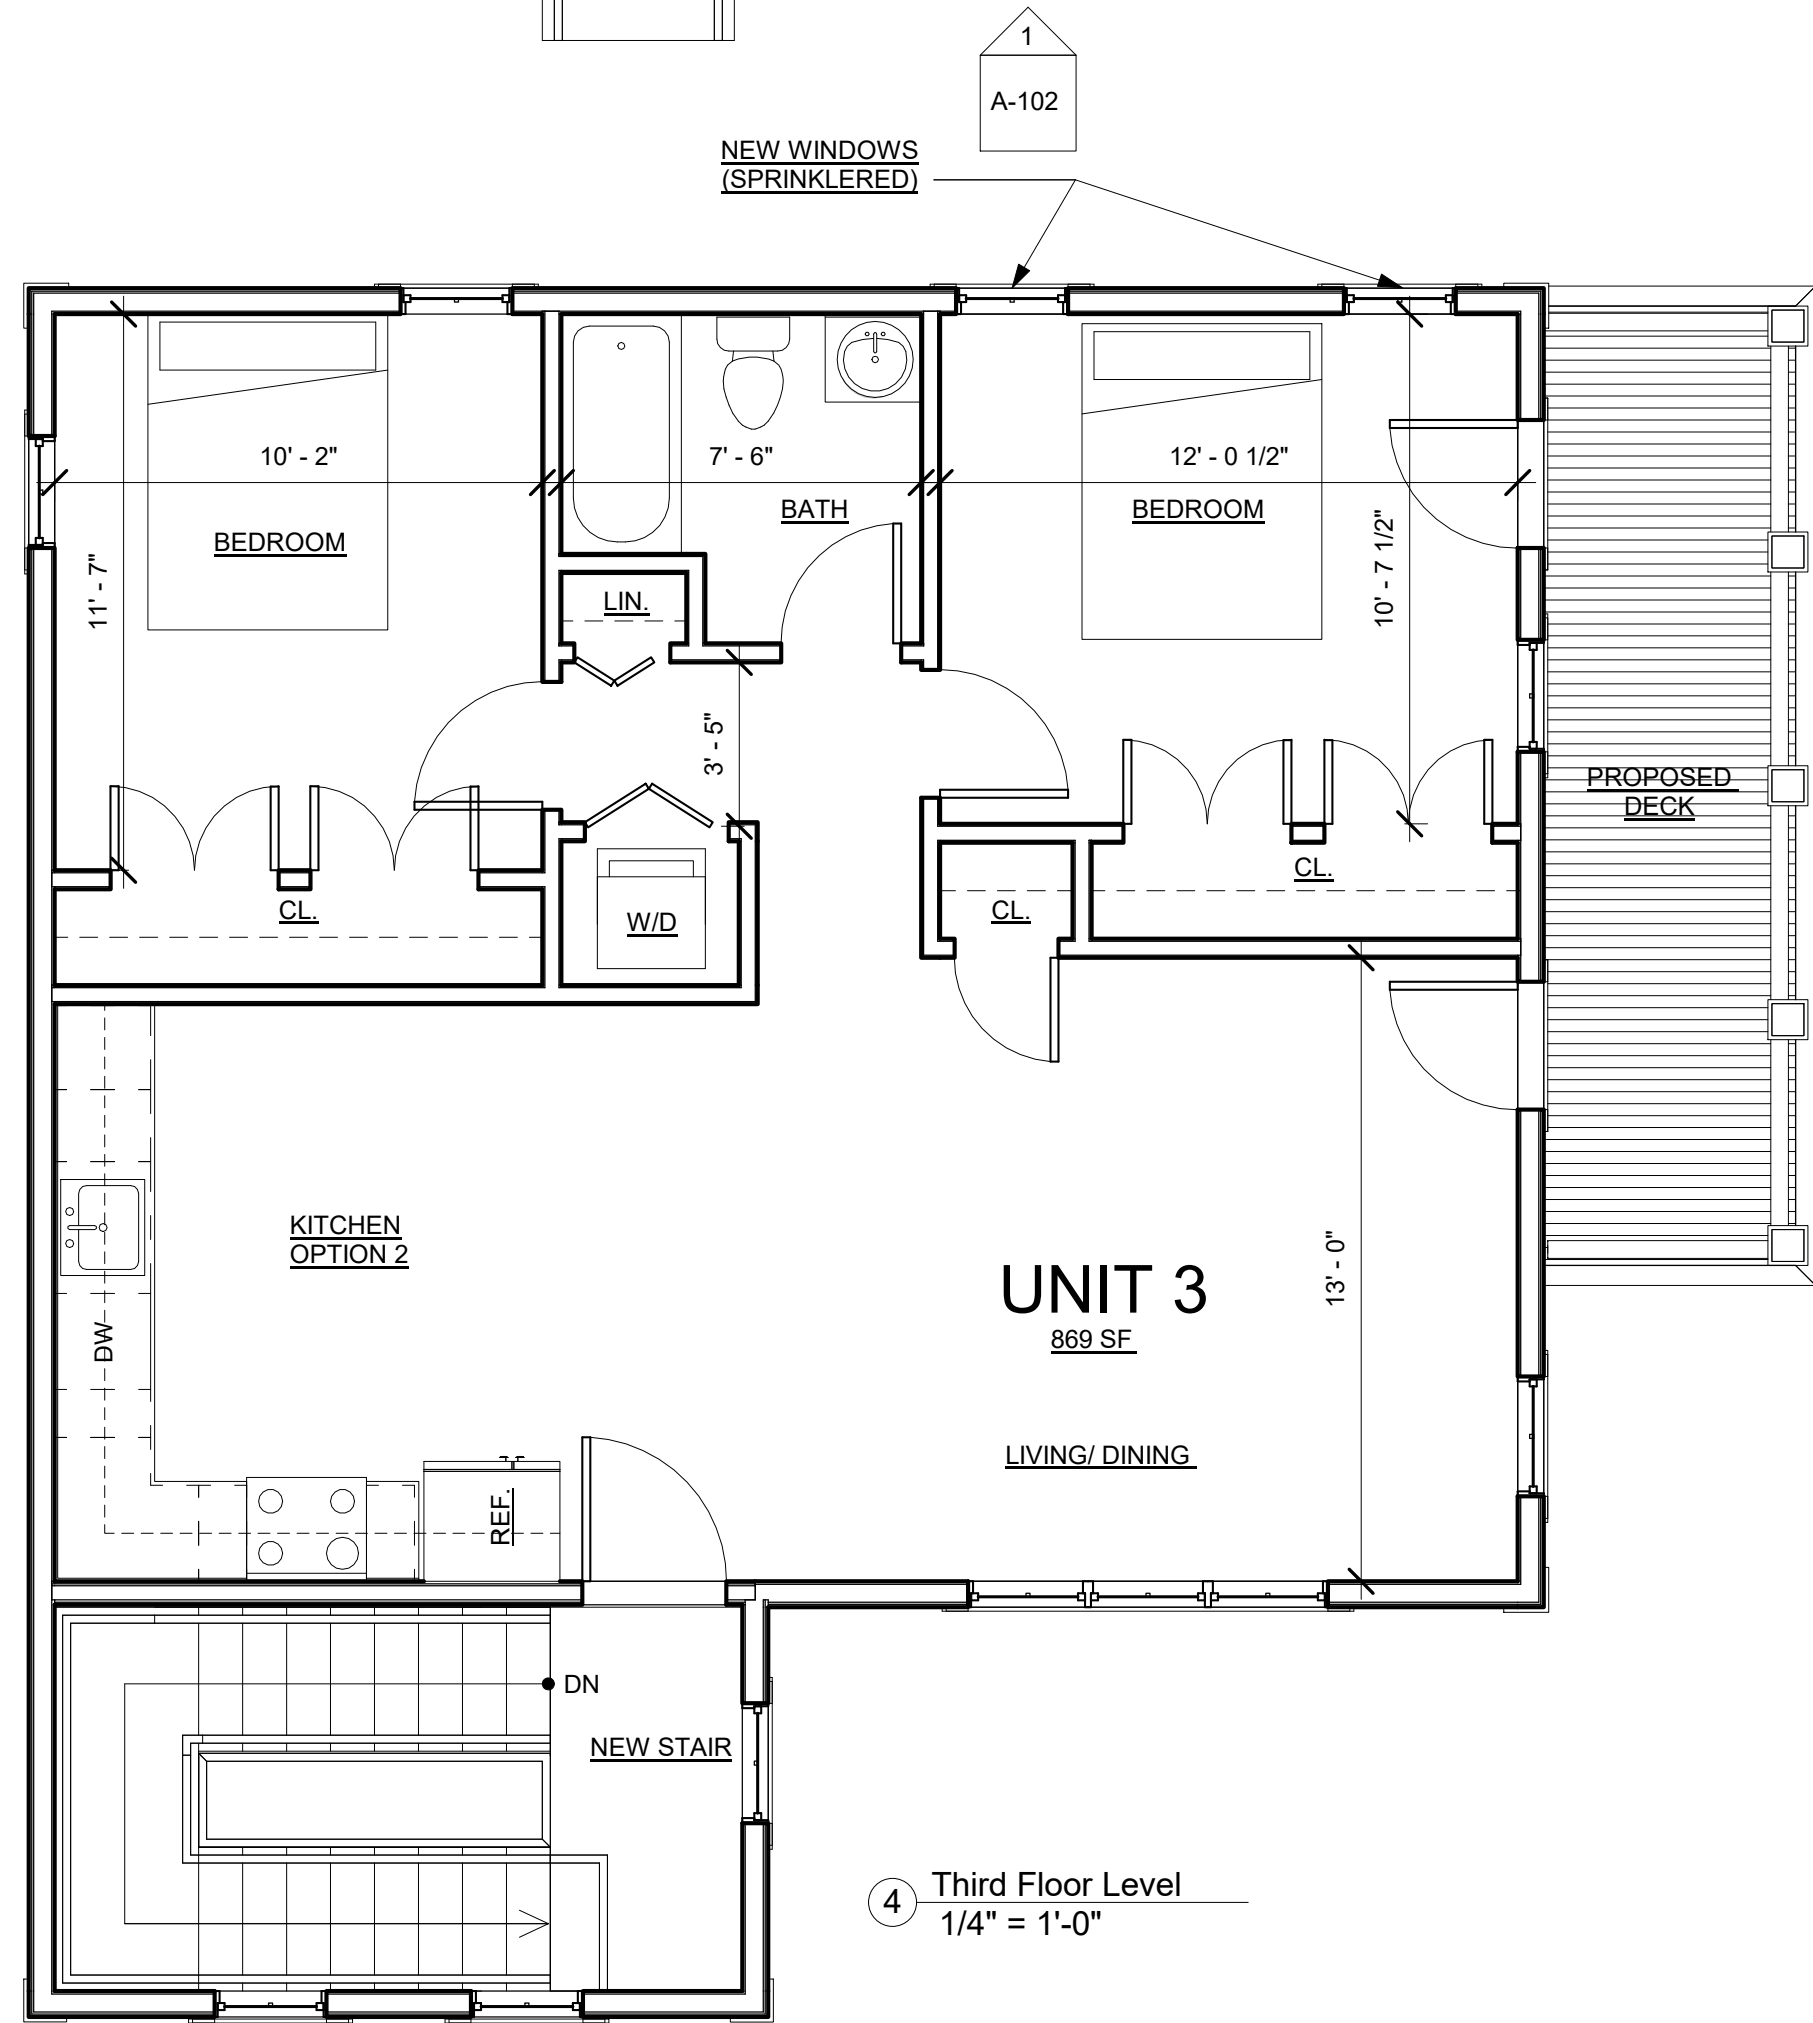 1
A-102
NEW WINDOWS
(SPRINKLERED)
10' - 2"
7' - 6"
12' - 0 1/2"
BATH
BEDROOM
BEDROOM
11' - 7"
10' - 7 1/2"
LIN.
3' - 5"
PROPOSED
DECK
CL.
CL.
CL.
W/D
KITCHEN
OPTION 2
UNIT 3
869 SF
13' - 0"
DW
LIVING/ DINING
REF.
DN
NEW STAIR
4
Third Floor Level
1/4" = 1'-0"